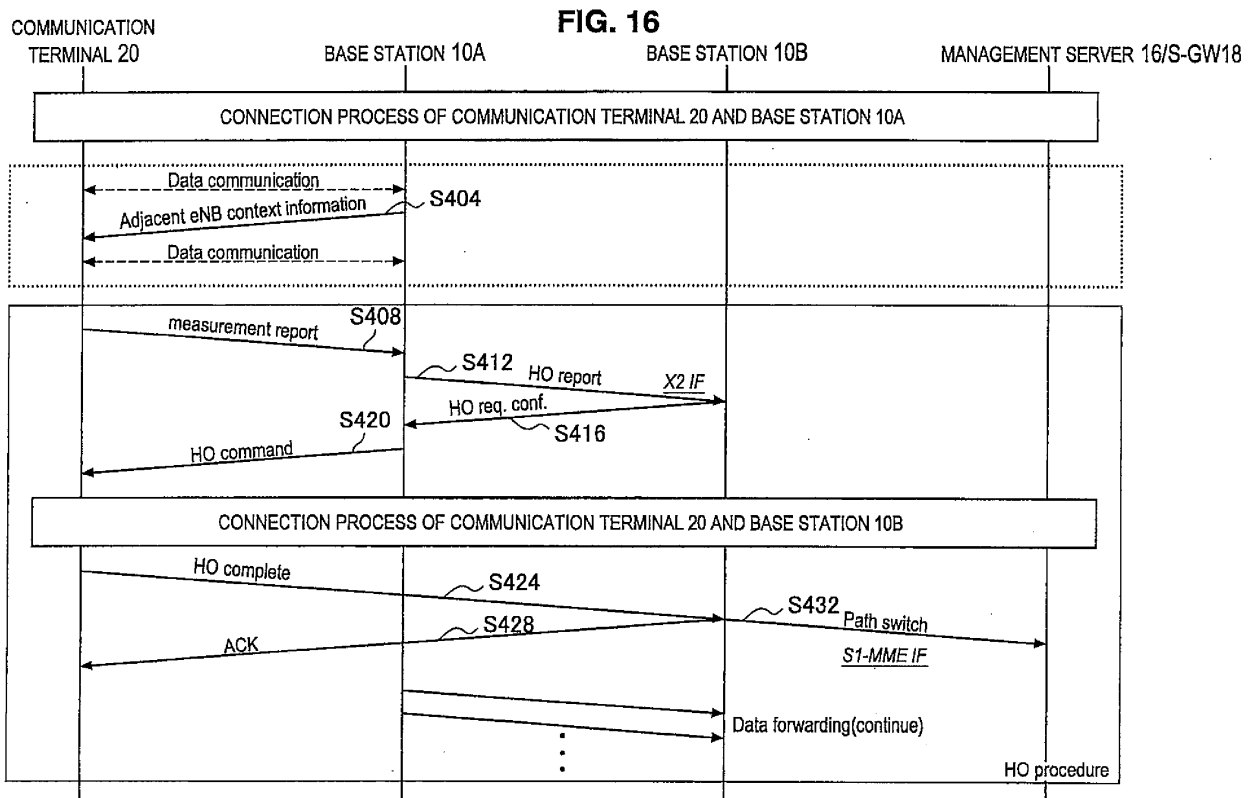 FIG. 16
COMMUNICATION
TERMINAL 20
BASE STATION 10A
BASE STATION 10B
MANAGEMENT SERVER 16/S-GW18
CONNECTION PROCESS OF COMMUNICATION TERMINAL 20 AND BASE STATION 10A
Data communication
S404
Adjacent eNB context information
Data communication
S408
measurement report
S412
HO report
X2 IF
HO req. conf.
S416
S420
HO command
CONNECTION PROCESS OF COMMUNICATION TERMINAL 20 AND BASE STATION 10B
HO complete
S424
S432
Path switch
S428
ACK
S1-MME IF
Data forwarding(continue)
HO procedure